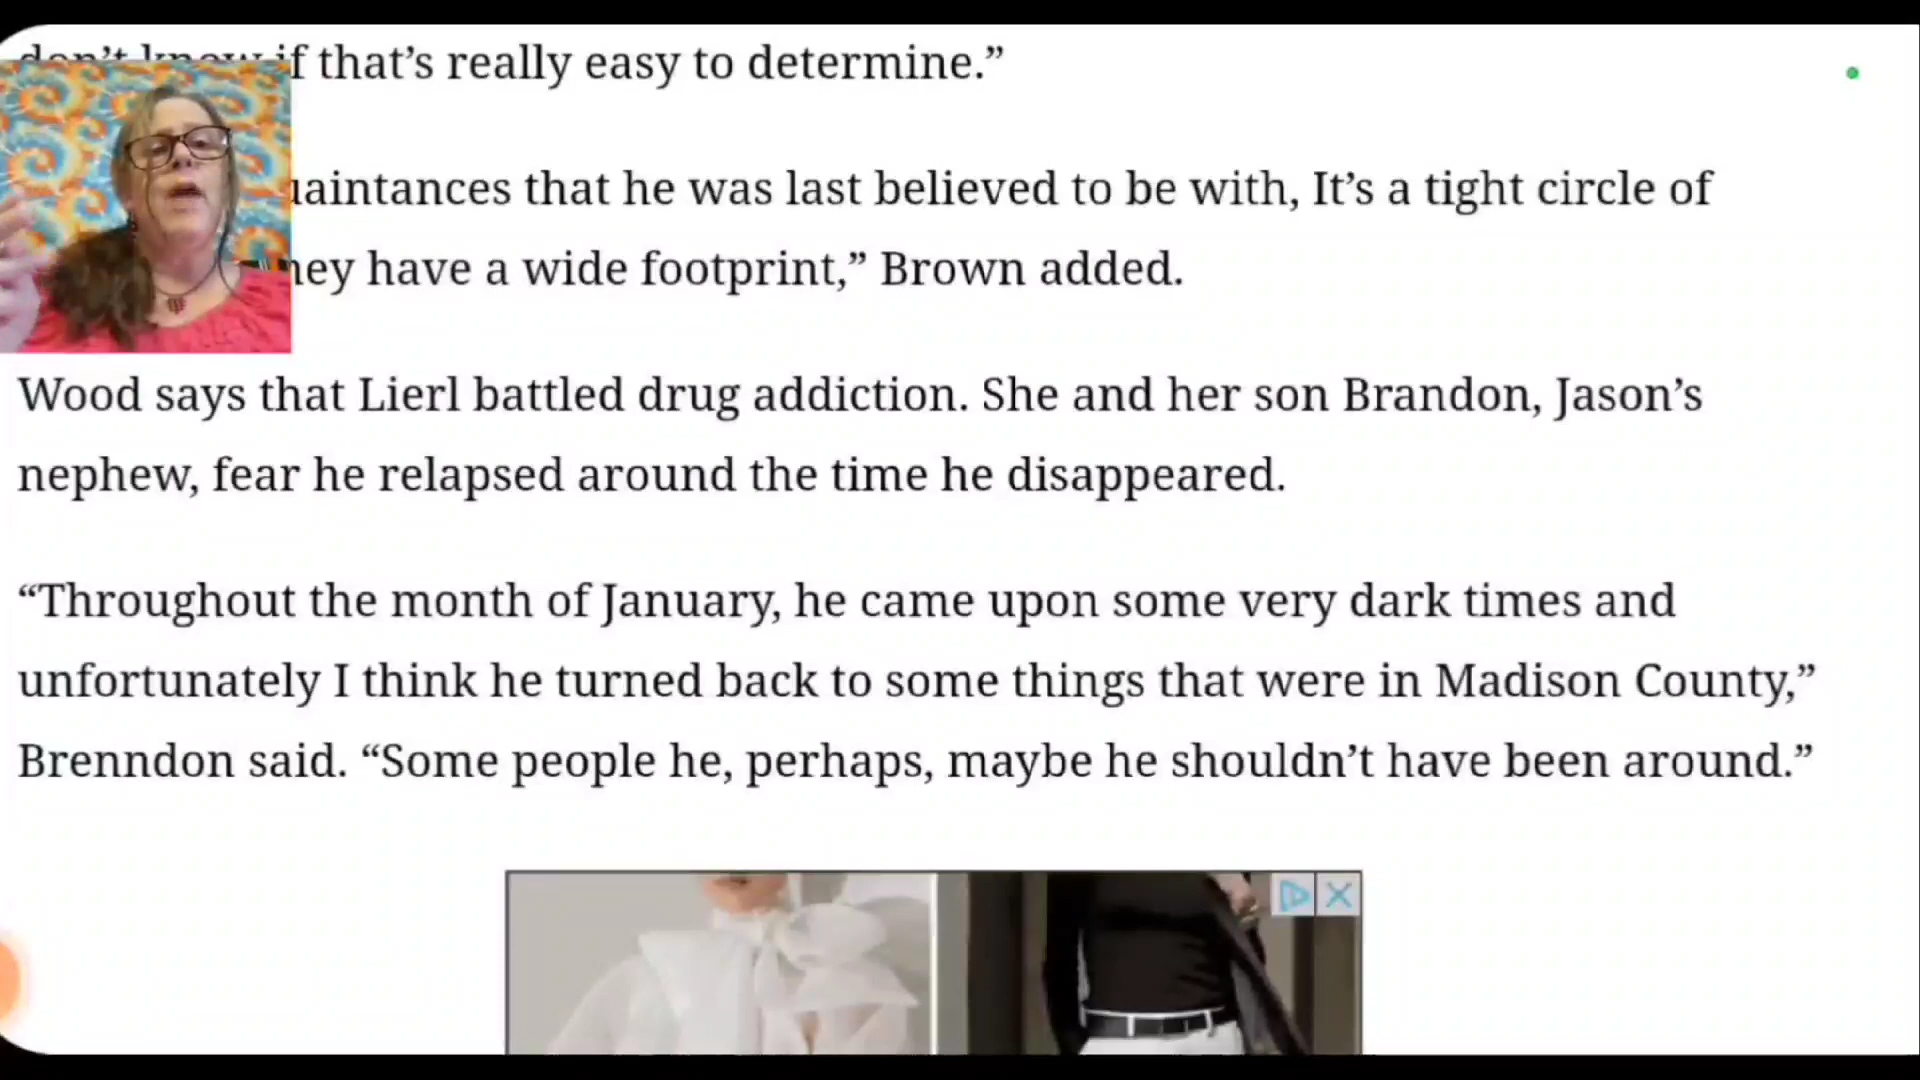 don't know if that's really easy to determine.”
that he was last believed to be with, It’s a tight circle of
have a wide footprint,” Brown added.
Wood says that Lierl battled drug addiction. She and her son Brandon, Jason’s
nephew, fear he relapsed around the time he disappeared.
“Throughout the month of January, he came upon some very dark times and
unfortunately I think he turned back to some things that were in Madison County,”
Brenndon said. “Some people he, perhaps, maybe he shouldn’t have been around.”